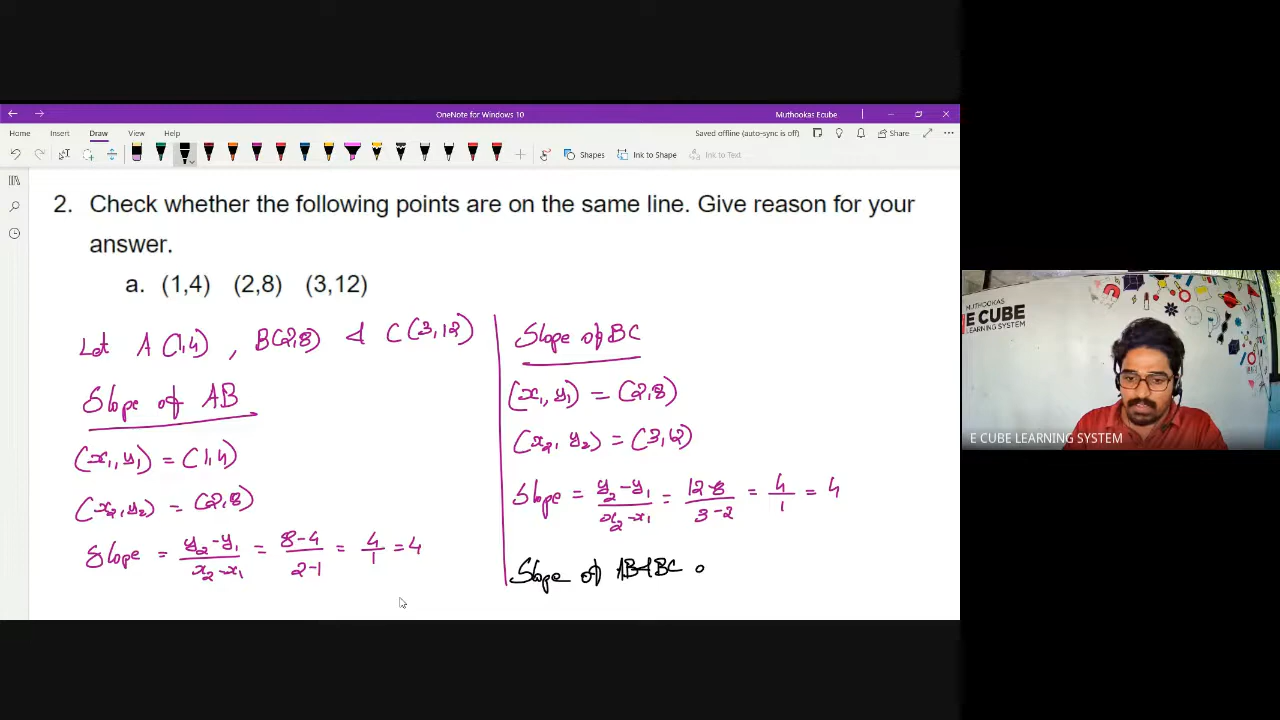 OneNote for Windows 10
Muthookas Ecube
Home Insert Draw View Help
Saved offline (auto-sync is off)
Share
Shapes
Ink to Shape
Ink to Text
2. Check whether the following points are on the same line. Give reason for your
answer.
a. (1,4) (2,8) (3,12)
Let A (1,4), B(2,8) & C(3,12)
Slope of AB
(x₁, y₁) = (1,4)
(x₂, y₂) = (2,8)
Slope = y₂-y₁/x₂-x₁ = 8-4/2-1 = 4/1 = 4
Slope of BC
(x₁, y₁) = (2,8)
(x₂, y₂) = (3,12)
Slope = y₂-y₁/x₂-x₁ = 12-8/3-2 = 4/1 = 4
Slope of AB & BC
MUTHOOKAS
E CUBE
LEARNING SYSTEM
E CUBE LEARNING SYSTEM